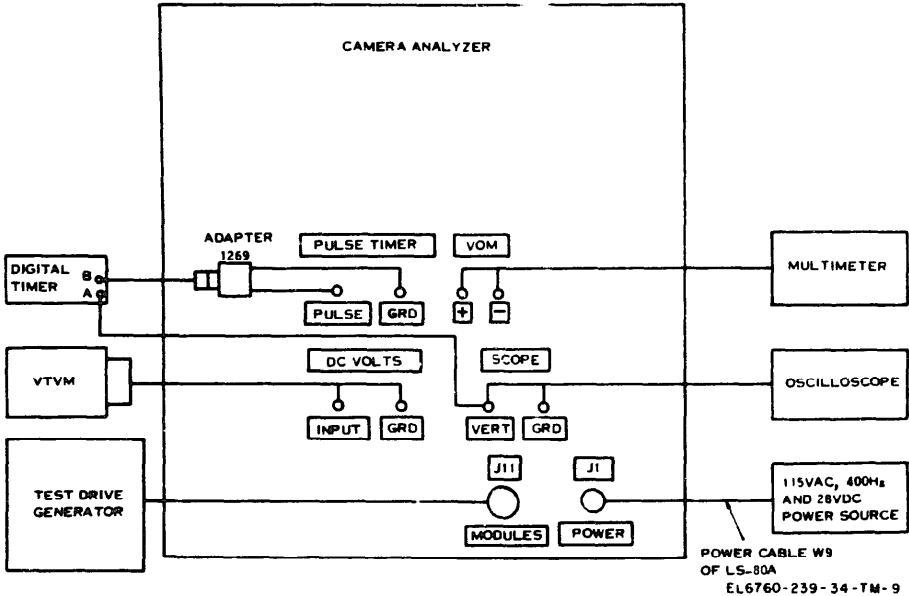 CAMERA ANALYZER
ADAPTER
1269
PULSE TIMER
VOM
DIGITAL
TIMER
B
A
MULTIMETER
PULSE
GRD
+
−
DC VOLTS
SCOPE
VTVM
OSCILLOSCOPE
INPUT
GRD
VERT
GRD
J11
J1
TEST DRIVE
GENERATOR
115VAC, 400Hz
AND 28VDC
POWER SOURCE
MODULES
POWER
POWER CABLE W9
OF LS-80A
EL6760-239-34-TM-9